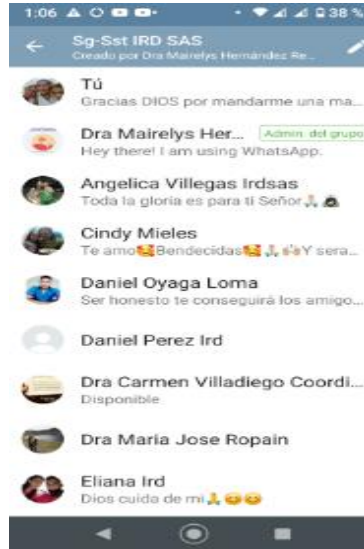 1:06
38 %
Sg-Sst IRD SAS
Creado por Dra Mairelys Hernández Re...
Tú
Gracias DIOS por mandarme una ma...
Dra Mairelys Her... Admin. del grupo
Hey there! I am using WhatsApp.
Angelica Villegas Irdsas
Toda la gloria es para ti Señor🙏
Cindy Mieles
Te amo🥰Bendecidas🥰🙏🙌Y sera...
Daniel Oyaga Loma
Ser honesto te conseguirá los amigo...
Daniel Perez Ird
Dra Carmen Villadiego Coordi...
Disponible
Dra Maria Jose Ropain
Eliana Ird
Dios cuida de mi🙏😊😊